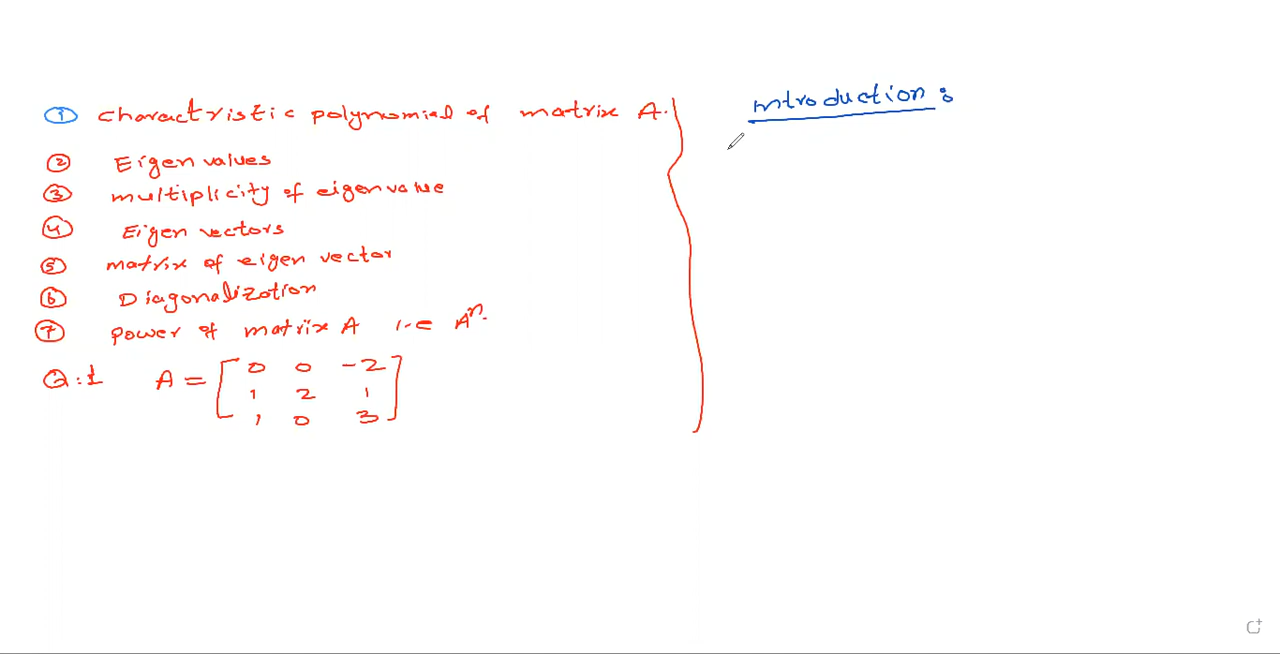 ① Charactristic polynomial of matrix A.
② Eigen values
③ multiplicity of eigenvalue
④ Eigen vectors
⑤ matrix of eigen vector
⑥ Diagonalization
⑦ power of matrix A i.e Aⁿ.
Q:1 A = [0 0 -2
1 2 1
1 0 3]
introduction: